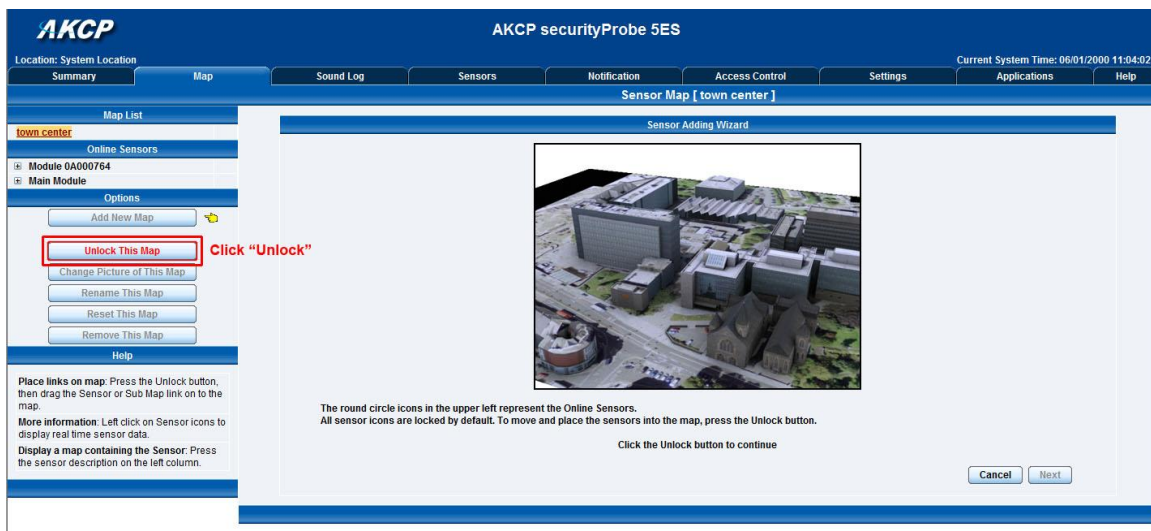 AKCP
AKCP securityProbe 5ES
Location: System Location
Current System Time: 06/01/2000 11:04:02
Summary
Map
Sound Log
Sensors
Notification
Access Control
Settings
Applications
Help
Sensor Map [ town center ]
Map List
town center
Online Sensors
Module 0A000764
Main Module
Options
Add New Map
Unlock This Map
Click “Unlock”
Change Picture of This Map
Rename This Map
Reset This Map
Remove This Map
Help
Place links on map: Press the Unlock button,
then drag the Sensor or Sub Map link on to the
map.
More information: Left click on Sensor icons to
display real time sensor data.
Display a map containing the Sensor: Press
the sensor description on the left column.
Sensor Adding Wizard
The round circle icons in the upper left represent the Online Sensors.
All sensor icons are locked by default. To move and place the sensors into the map, press the Unlock button.
Click the Unlock button to continue
Cancel
Next